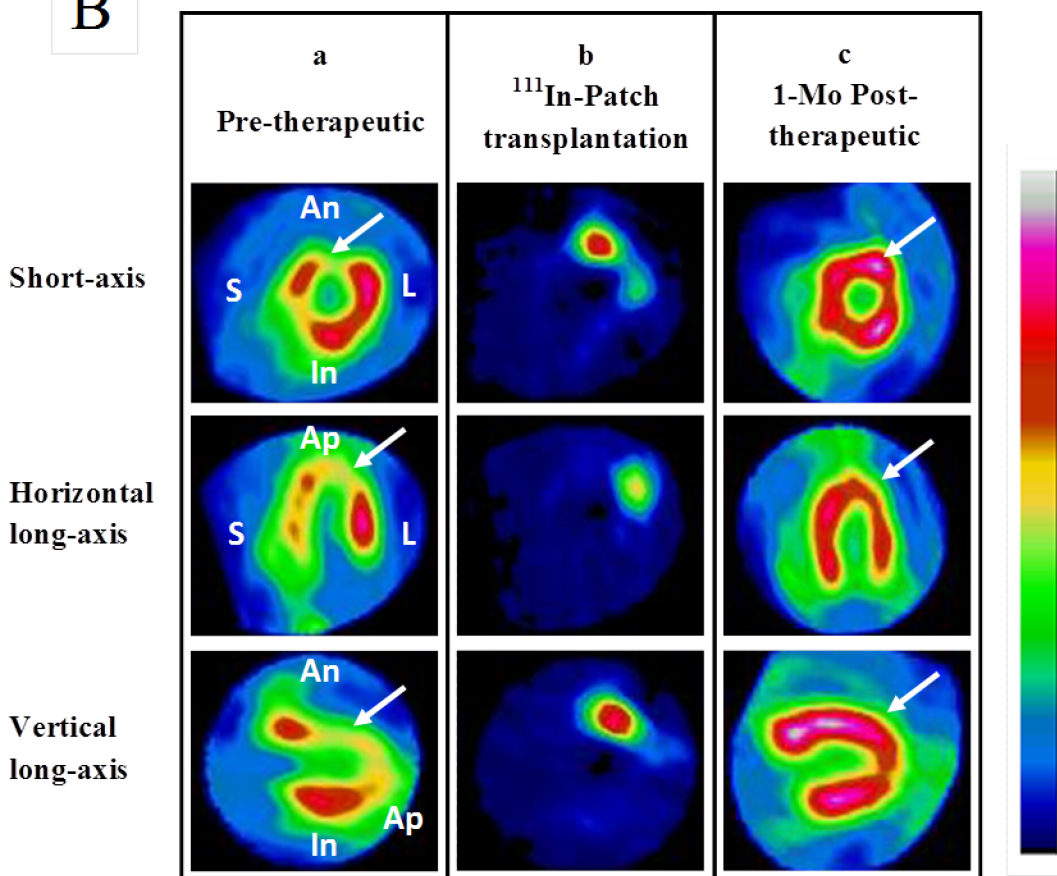 B
a
Pre-therapeutic
b
¹¹¹In-Patch
transplantation
c
1-Mo Post-
therapeutic
Short-axis
An
S
L
In
Horizontal
long-axis
Ap
S
L
Vertical
long-axis
An
Ap
In